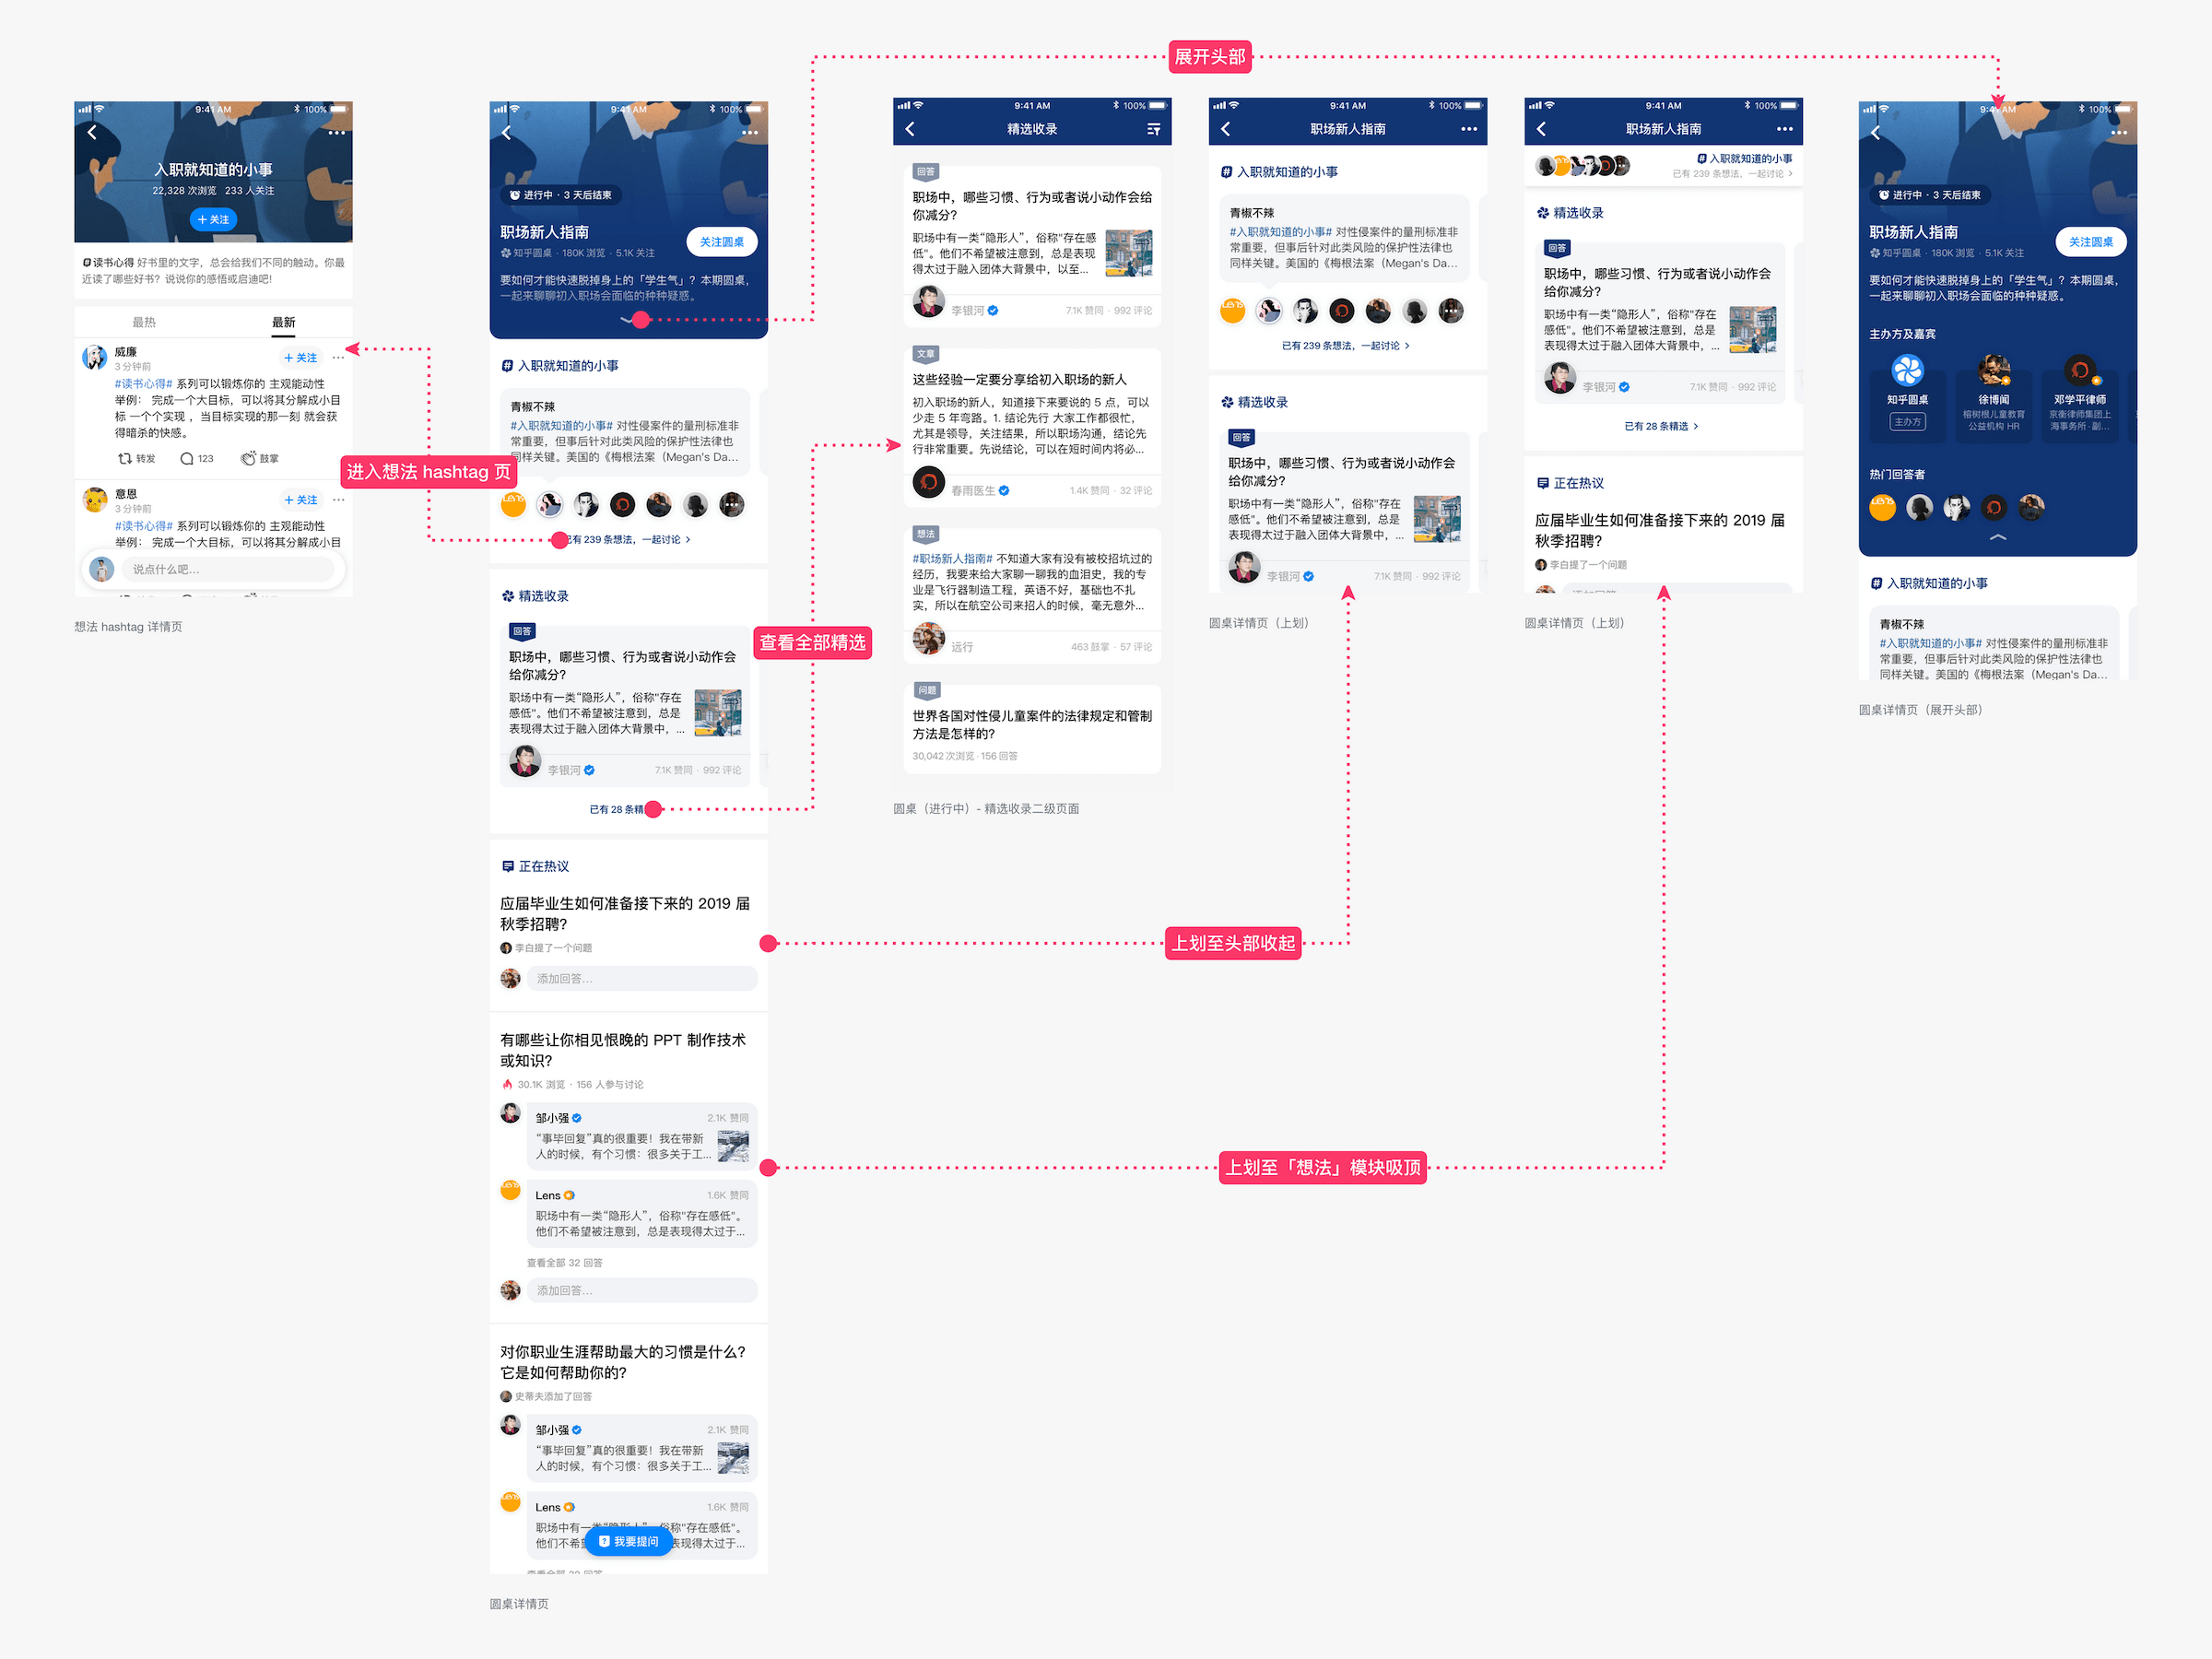 展开头部
9:41 AM
100%
入职就知道的小事
22,328 次浏览 233 人关注
+ 关注
读书心得 好书里的文字，总会给我们不同的触动。你最
近读了哪些好书？说说你的感悟或启迪吧!
最热
最新
威廉
+ 关注
3 分钟前
#读书心得# 系列可以锻炼你的 主观能动性
举例： 完成一个大目标，可以将其分解成小目
标 一个个实现 ，当目标实现的那一刻 就会获
得暗杀的快感。
转发
123
鼓掌
意恩
+ 关注
3 分钟前
#读书心得# 系列可以锻炼你的 主观能动性
举例： 完成一个大目标，可以将其分解成小目
说点什么吧...
想法 hashtag 详情页
进入想法 hashtag 页
9:41 AM
100%
进行中 · 3 天后结束
职场新人指南
知乎圆桌 · 180K 浏览 · 5.1K 关注
关注圆桌
要如何才能快速脱掉身上的「学生气」？本期圆桌，
一起来聊聊初入职场会面临的种种疑惑。
入职就知道的小事
青椒不辣
#入职就知道的小事# 对性侵案件的量刑标准非
常重要，但事后针对此类风险的保护性法律也
同样关键。美国的《梅根法案（Megan's Da...
已有 239 条想法，一起讨论 >
精选收录
回答
职场中，哪些习惯、行为或者说小动作会
给你减分?
职场中有一类“隐形人”，俗称"存在
感低"。他们不希望被注意到，总是
表现得太过于融入团体大背景中，...
李银河
7.1K 赞同 · 992 评论
已有 28 条精
查看全部精选
正在热议
应届毕业生如何准备接下来的 2019 届
秋季招聘?
李白提了一个问题
添加回答...
有哪些让你相见恨晚的 PPT 制作技术
或知识?
30.1K 浏览 · 156 人参与讨论
邹小强
2.1K 赞同
“事毕回复”真的很重要！我在带新
人的时候，有个习惯：很多关于工...
Lens
1.6K 赞同
职场中有一类“隐形人”，俗称"存在感低"。
他们不希望被注意到，总是表现得太过于...
查看全部 32 回答
添加回答...
对你职业生涯帮助最大的习惯是什么?
它是如何帮助你的?
史蒂夫添加了回答
邹小强
2.1K 赞同
“事毕回复”真的很重要！我在带新
人的时候，有个习惯：很多关于工...
Lens
1.6K 赞同
职场中有一类“隐形人”，俗称"存在感低"。
他们不希 表现得太过于...
我要提问
查看全部 32 回答
圆桌详情页
9:41 AM
100%
精选收录
回答
职场中，哪些习惯、行为或者说小动作会给
你减分?
职场中有一类“隐形人”，俗称"存在感
低"。他们不希望被注意到，总是表现
得太过于融入团体大背景中，以至...
李银河
7.1K 赞同 · 992 评论
文章
这些经验一定要分享给初入职场的新人
初入职场的新人，知道接下来要说的 5 点，可以
少走 5 年弯路。1. 结论先行 大家工作都很忙，
尤其是领导，关注结果，所以职场沟通，结论先
行非常重要。先说结论，可以在短时间内将必...
春雨医生
1.4K 赞同 · 32 评论
想法
#职场新人指南# 不知道大家有没有被校招坑过的
经历，我要来给大家聊一聊我的血泪史，我的专
业是飞行器制造工程，英语不好，基础也不扎
实，所以在航空公司来招人的时候，毫无意外...
远行
463 鼓掌 · 57 评论
问题
世界各国对性侵儿童案件的法律规定和管制
方法是怎样的?
30,042 次浏览 · 156 回答
圆桌（进行中）- 精选收录二级页面
9:41 AM
100%
职场新人指南
入职就知道的小事
青椒不辣
#入职就知道的小事# 对性侵案件的量刑标准非
常重要，但事后针对此类风险的保护性法律也
同样关键。美国的《梅根法案（Megan's Da...
已有 239 条想法，一起讨论 >
精选收录
回答
职场中，哪些习惯、行为或者说小动作会
给你减分?
职场中有一类“隐形人”，俗称"存在
感低"。他们不希望被注意到，总是
表现得太过于融入团体大背景中，...
李银河
7.1K 赞同 · 992 评论
圆桌详情页（上划）
上划至头部收起
9:41 AM
100%
职场新人指南
入职就知道的小事
已有 239 条想法，一起讨论 >
精选收录
回答
职场中，哪些习惯、行为或者说小动作会
给你减分?
职场中有一类“隐形人”，俗称"存在
感低"。他们不希望被注意到，总是
表现得太过于融入团体大背景中，...
李银河
7.1K 赞同 · 992 评论
已有 28 条精选 >
正在热议
应届毕业生如何准备接下来的 2019 届
秋季招聘?
李白提了一个问题
圆桌详情页（上划）
上划至「想法」模块吸顶
9:41 AM
100%
进行中 · 3 天后结束
职场新人指南
知乎圆桌 · 180K 浏览 · 5.1K 关注
关注圆桌
要如何才能快速脱掉身上的「学生气」？本期圆桌，
一起来聊聊初入职场会面临的种种疑惑。
主办方及嘉宾
知乎圆桌
主办方
徐博闻
榕树根儿童教育
公益机构 HR
邓学平律师
京衡律师集团上
海事务所 · 副...
热门回答者
入职就知道的小事
青椒不辣
#入职就知道的小事# 对性侵案件的量刑标准非
常重要，但事后针对此类风险的保护性法律也
同样关键。美国的《梅根法案（Megan's Da...
圆桌详情页（展开头部）